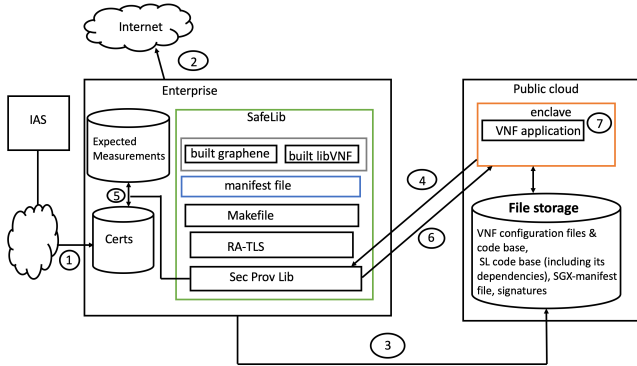 Internet
2
Enterprise
Public cloud
IAS
SafeLib
enclave
VNF application
7
Expected
Measurements
built graphene
built libVNF
manifest file
4
5
Makefile
File storage
Certs
RA-TLS
6
VNF configuration files &
code base,
SL code base (including its
dependencies), SGX-manifest
file, signatures
1
Sec Prov Lib
3